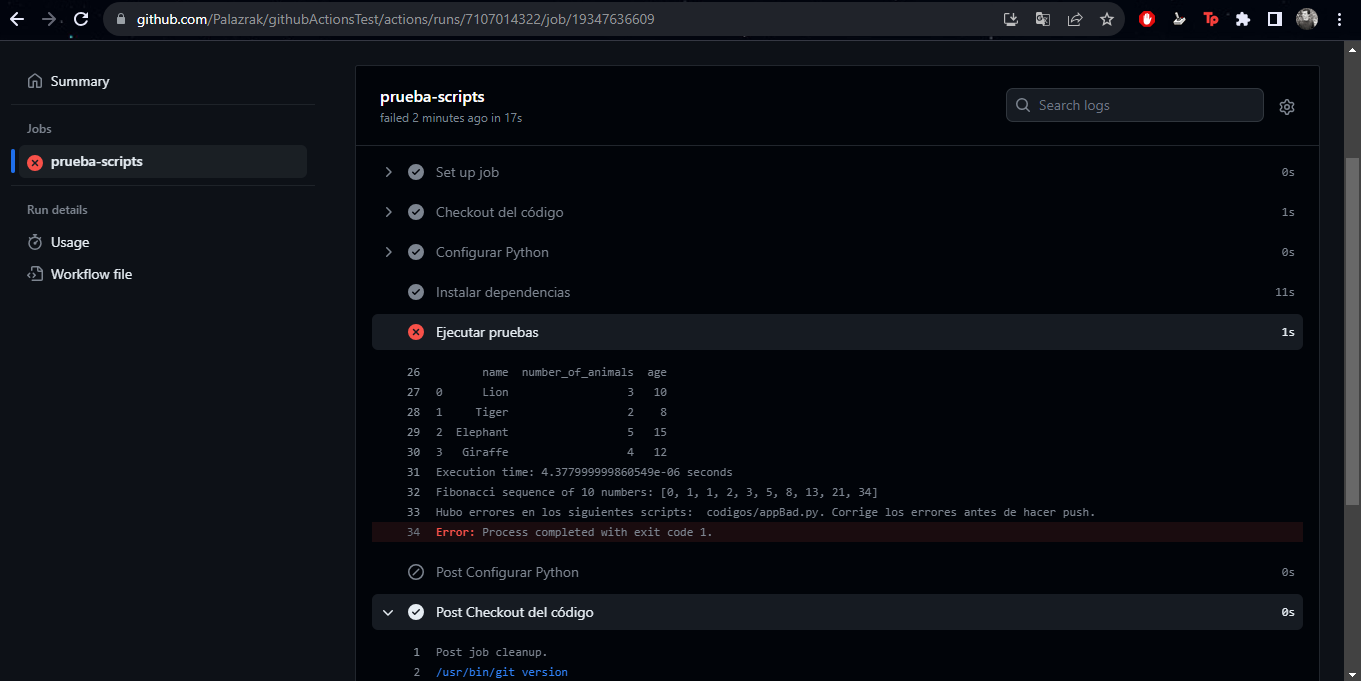 github.com/Palazrak/githubActionsTest/actions/runs/7107014322/job/19347636609
Tp
Summary
Jobs
prueba-scripts
Run details
Usage
Workflow file
prueba-scripts
failed 2 minutes ago in 17s
Search logs
Set up job 0s
Checkout del código 1s
Configurar Python 0s
Instalar dependencias 11s
Ejecutar pruebas 1s
26 name number_of_animals age
27 0 Lion 3 10
28 1 Tiger 2 8
29 2 Elephant 5 15
30 3 Giraffe 4 12
31 Execution time: 4.377999999860549e-06 seconds
32 Fibonacci sequence of 10 numbers: [0, 1, 1, 2, 3, 5, 8, 13, 21, 34]
33 Hubo errores en los siguientes scripts:  codigos/appBad.py. Corrige los errores antes de hacer push.
34 Error: Process completed with exit code 1.
Post Configurar Python 0s
Post Checkout del código 0s
1 Post job cleanup.
2 /usr/bin/git version